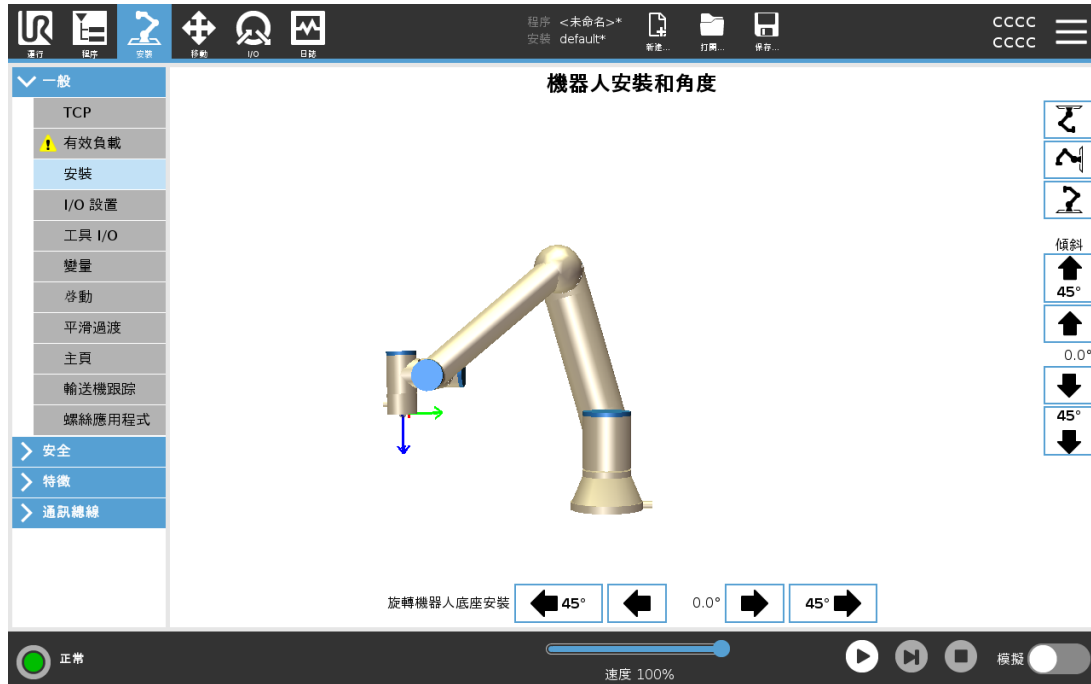 UR
運行
程序
安裝
移動
I/O
日誌
程序 <未命名>*
安裝 default*
新建...
打開...
保存...
CCCC
CCCC
一般
TCP
有效負載
安裝
I/O 設置
工具 I/O
變量
啓動
平滑過渡
主頁
輸送機跟踪
螺絲應用程式
安全
特徵
通訊總線
機器人安裝和角度
傾斜
45°
0.0°
45°
旋轉機器人底座安裝
45°
0.0°
45°
正常
速度 100%
模擬